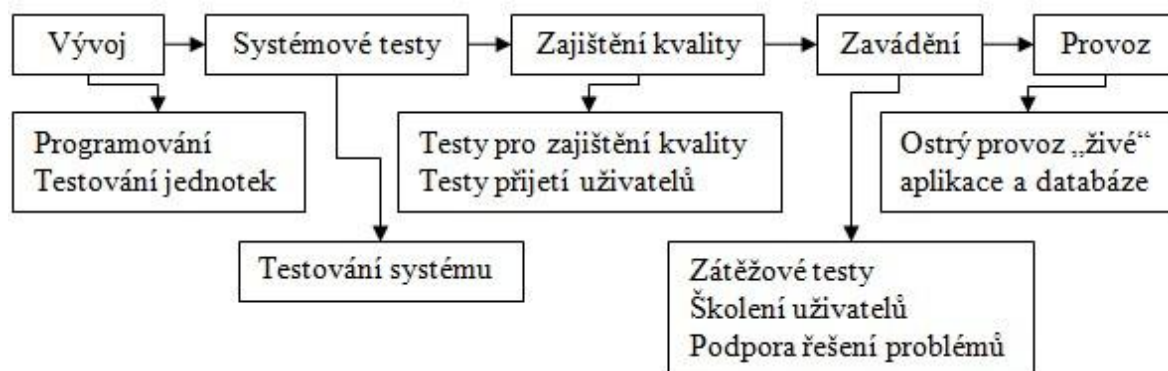 Vývoj
Systémové testy
Zajištění kvality
Zavádění
Provoz
Programování
Testování jednotek
Testy pro zajištění kvality
Testy přijetí uživatelů
Ostrý provoz „živé“
aplikace a databáze
Testování systému
Zátěžové testy
Školení uživatelů
Podpora řešení problémů